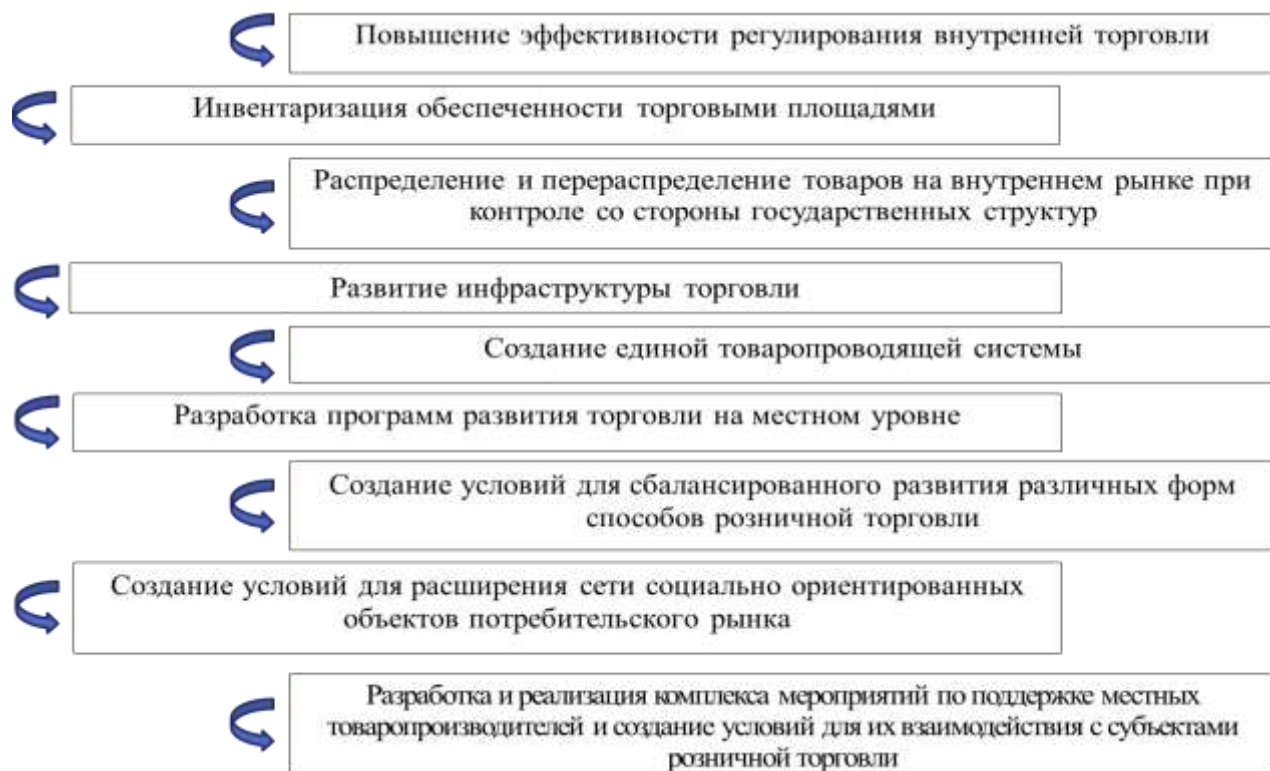 Повышение эффективности регулирования внутренней торговли
Инвентаризация обеспеченности торговыми площадями
Распределение и перераспределение товаров на внутреннем рынке при
контроле со стороны государственных структур
Развитие инфраструктуры торговли
Создание единой товаропроводящей системы
Разработка программ развития торговли на местном уровне
Создание условий для сбалансированного развития различных форм
способов розничной торговли
Создание условий для расширения сети социально ориентированных
объектов потребительского рынка
Разработка и реализация комплекса мероприятий по поддержке местных
товаропроизводителей и создание условий для их взаимодействия с субъектами
розничной торговли